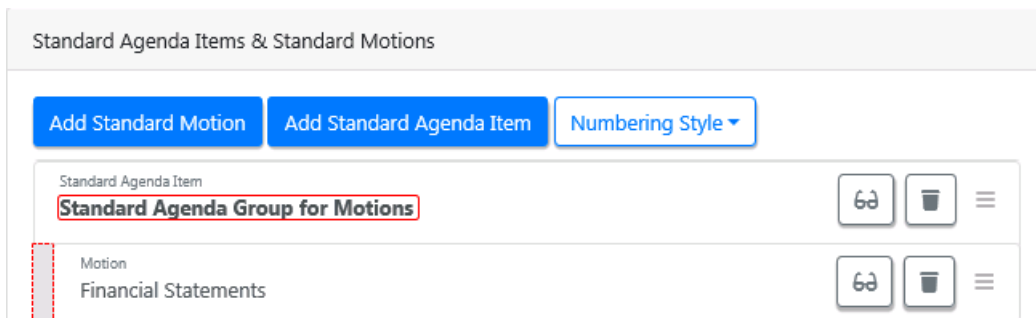 Standard Agenda Items & Standard Motions
Add Standard Motion Add Standard Agenda Item Numbering Style
Standard Agenda Item
Standard Agenda Group for Motions
Motion
Financial Statements